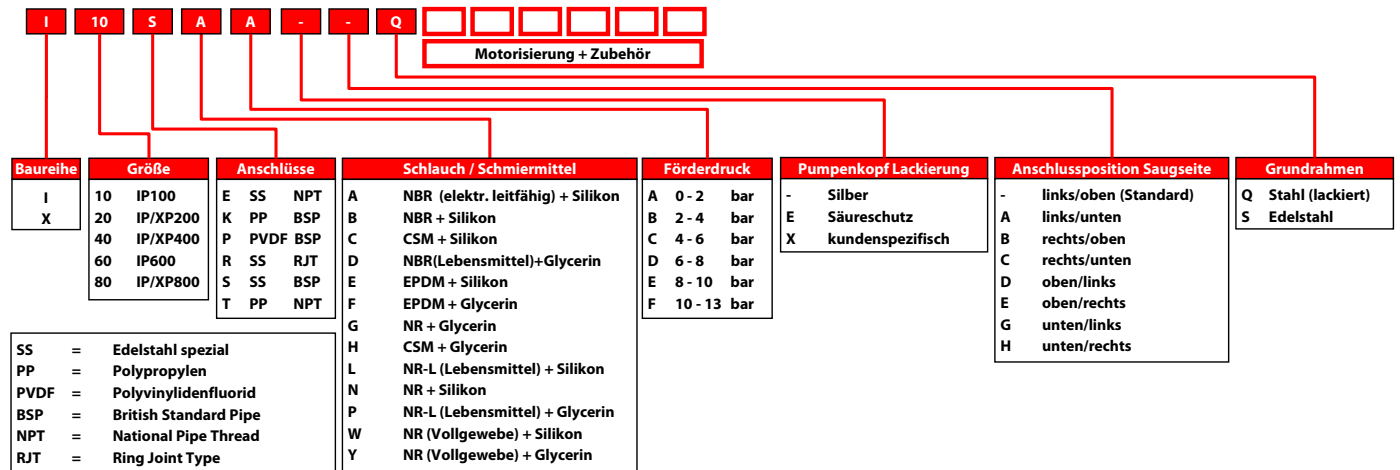 I 10 S A A - - Q
Motorisierung + Zubehör
Baureihe
I
X
Größe
10 IP100
20 IP/XP200
40 IP/XP400
60 IP600
80 IP/XP800
Anschlüsse
E SS NPT
K PP BSP
P PVDF BSP
R SS RJT
S SS BSP
T PP NPT
Schlauch / Schmiermittel
A NBR (elektr. leitfähig) + Silikon
B NBR + Silikon
C CSM + Silikon
D NBR(Lebensmittel)+Glycerin
E EPDM + Silikon
F EPDM + Glycerin
G NR + Glycerin
H CSM + Glycerin
L NR-L (Lebensmittel) + Silikon
N NR + Silikon
P NR-L (Lebensmittel) + Glycerin
W NR (Vollgewebe) + Silikon
Y NR (Vollgewebe) + Glycerin
Förderdruck
A 0 - 2 bar
B 2 - 4 bar
C 4 - 6 bar
D 6 - 8 bar
E 8 - 10 bar
F 10 - 13 bar
Pumpenkopf Lackierung
- Silber
E Säureschutz
X kundenspezifisch
Anschlussposition Saugseite
- links/oben (Standard)
A links/unten
B rechts/oben
C rechts/unten
D oben/links
E oben/rechts
G unten/links
H unten/rechts
Grundrahmen
Q Stahl (lackiert)
S Edelstahl
SS = Edelstahl spezial
PP = Polypropylen
PVDF = Polyvinylidenfluorid
BSP = British Standard Pipe
NPT = National Pipe Thread
RJT = Ring Joint Type